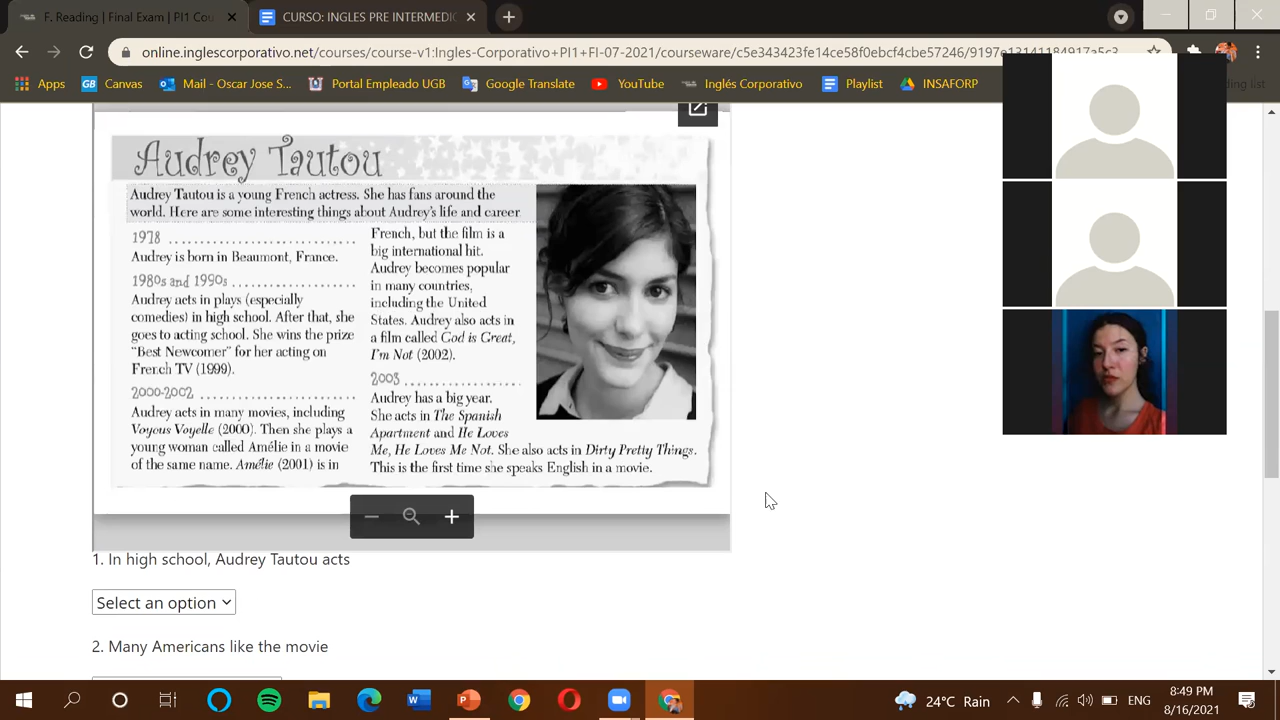 F. Reading | Final Exam | PI1 Cou
CURSO: INGLES PRE INTERMEDIC
online.inglescorporativo.net/courses/course-v1:Ingles-Corporativo+PI1+FI-07-2021/courseware/c5e343423fe14ce58f0ebcf4cbe57246/9197e13141184917a5c3
Apps
Canvas
Mail - Oscar Jose S...
Portal Empleado UGB
Google Translate
YouTube
Inglés Corporativo
Playlist
INSAFORP
Audrey Tautou
Audrey Tautou is a young French actress. She has fans around the
world. Here are some interesting things about Audrey's life and career.
1978
Audrey is born in Beaumont, France.
1980s and 1990s
Audrey acts in plays (especially
comedies) in high school. After that, she
goes to acting school. She wins the prize
"Best Newcomer" for her acting on
French TV (1999).
2000-2002
Audrey acts in many movies, including
Voyous Voyelle (2000). Then she plays a
young woman called Amélie in a movie
of the same name. Amélie (2001) is in
French, but the film is a
big international hit.
Audrey becomes popular
in many countries,
including the United
States. Audrey also acts in
a film called God is Great,
I'm Not (2002).
2003
Audrey has a big year.
She acts in The Spanish
Apartment and He Loves
Me, He Loves Me Not. She also acts in Dirty Pretty Things.
This is the first time she speaks English in a movie.
1. In high school, Audrey Tautou acts
Select an option
2. Many Americans like the movie
24°C Rain
ENG
8:49 PM
8/16/2021